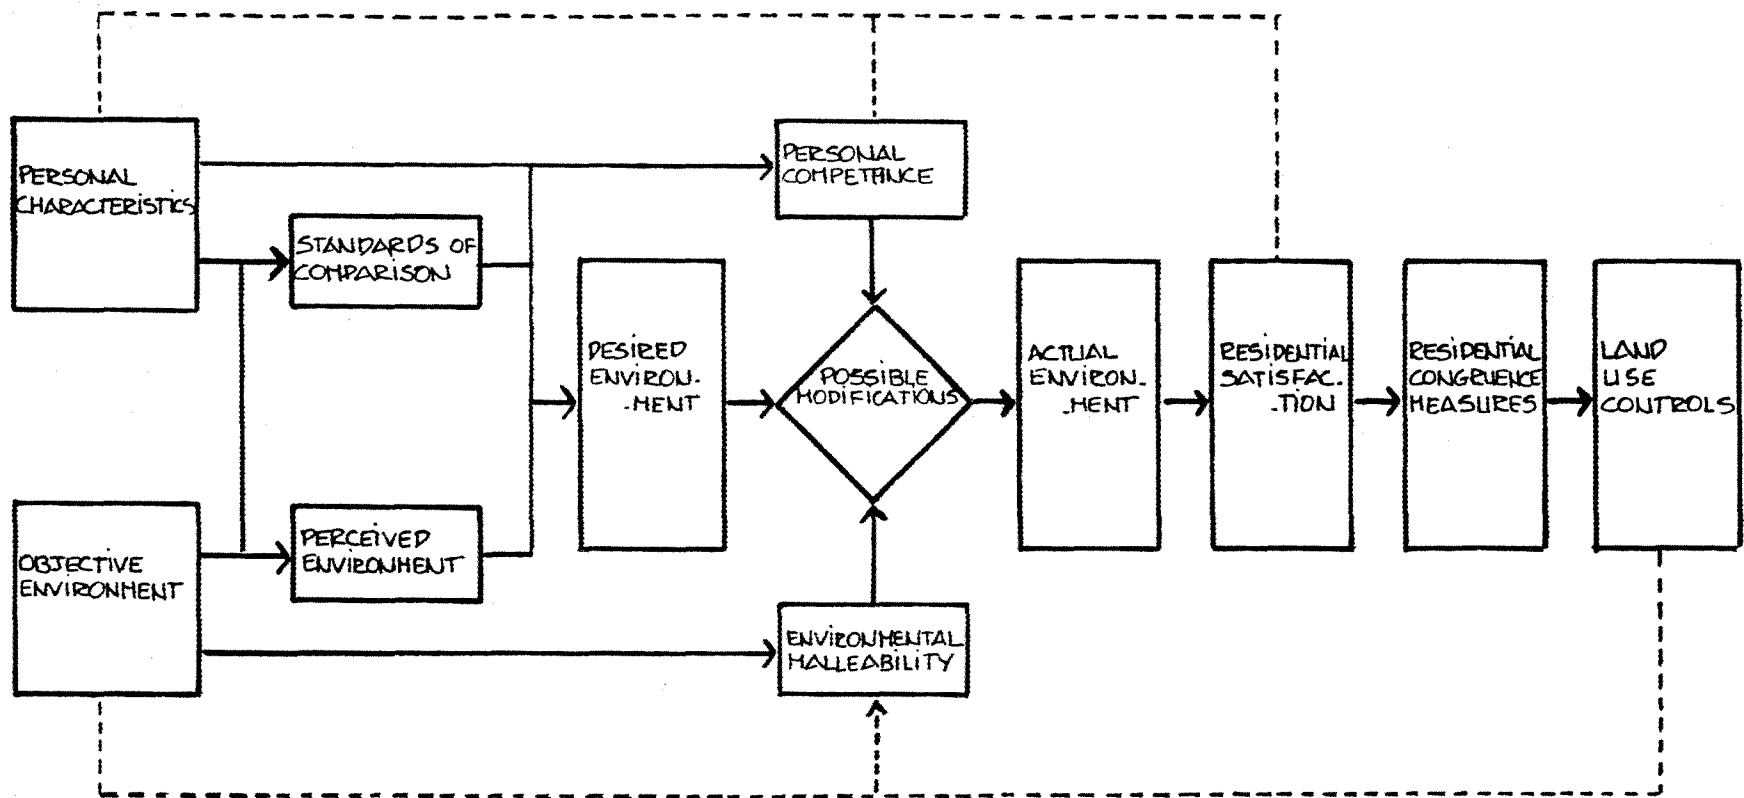 PERSONAL
CHARACTERISTICS
STANDARDS OF
COMPARISON
PERSONAL
COMPETANCE
DESIRED
ENVIRON-
-MENT
POSSIBLE
MODIFICATIONS
ACTUAL
ENVIRON-
-MENT
RESIDENTIAL
SATISFAC-
-TION
RESIDENTIAL
CONGRUENCE
MEASURES
LAND
USE
CONTROLS
OBJECTIVE
ENVIRONMENT
PERCEIVED
ENVIRONMENT
ENVIRONMENTAL
MALLEABILITY